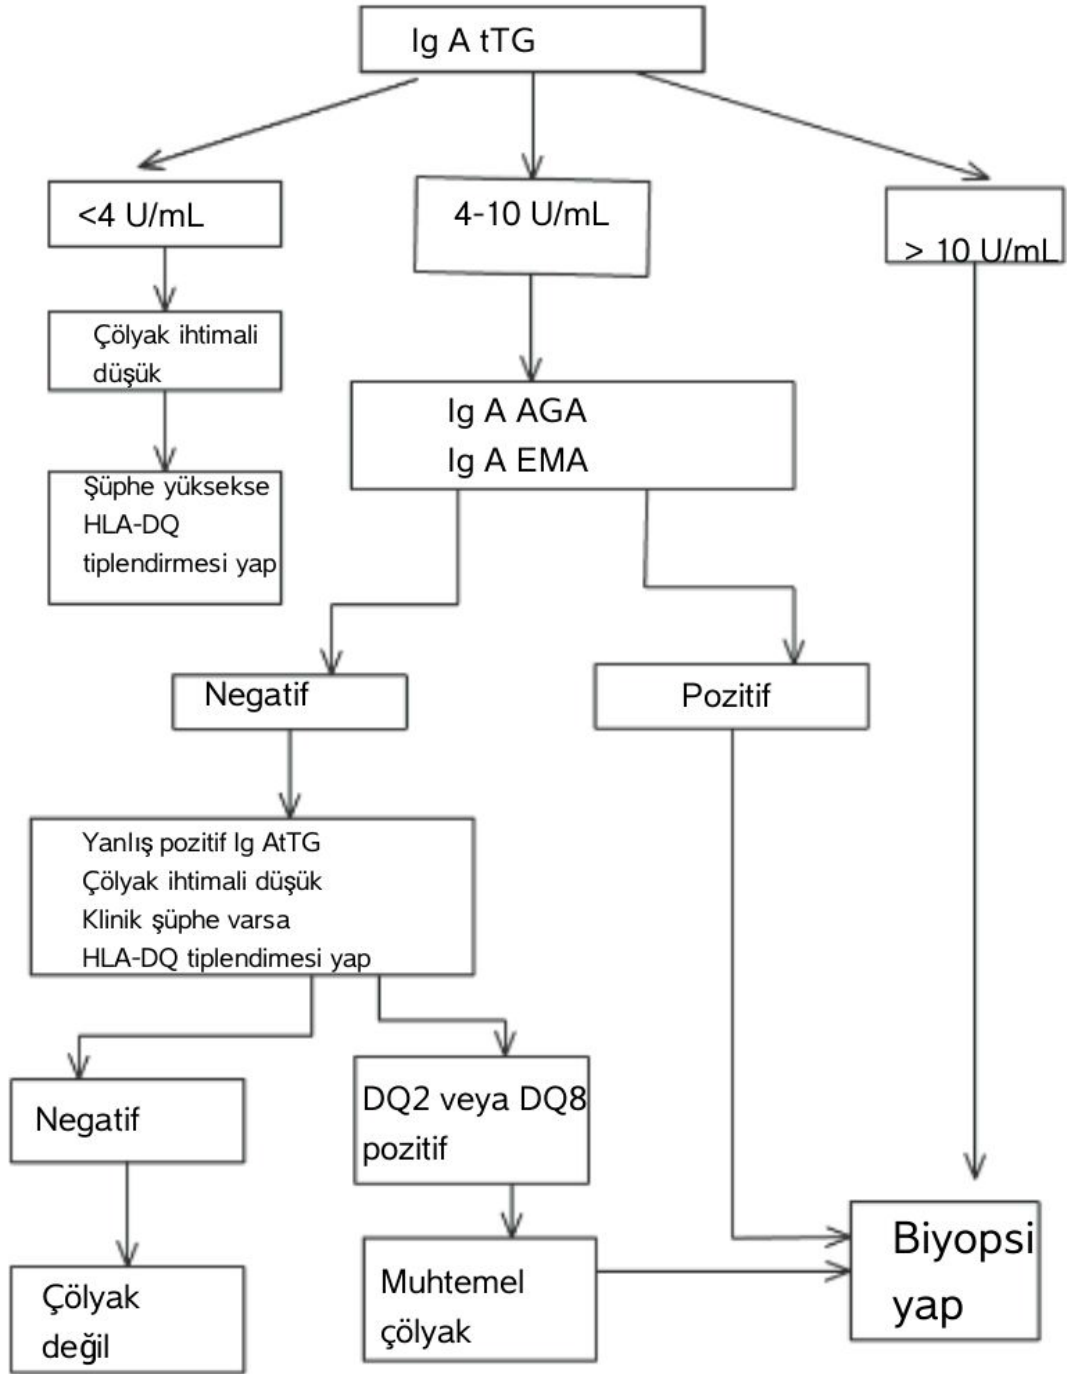 Ig A tTG
<4 U/mL
4-10 U/mL
> 10 U/mL
Çölyak ihtimali
düşük
Ig A AGA
Ig A EMA
Şüphe yüksekse
HLA-DQ
tiplendirmesi yap
Negatif
Pozitif
Yanlış pozitif Ig AtTG
Çölyak ihtimali düşük
Klinik şüphe varsa
HLA-DQ tiplendimesi yap
Negatif
DQ2 veya DQ8
pozitif
Çölyak
değil
Muhtemel
çölyak
Biyopsi
yap